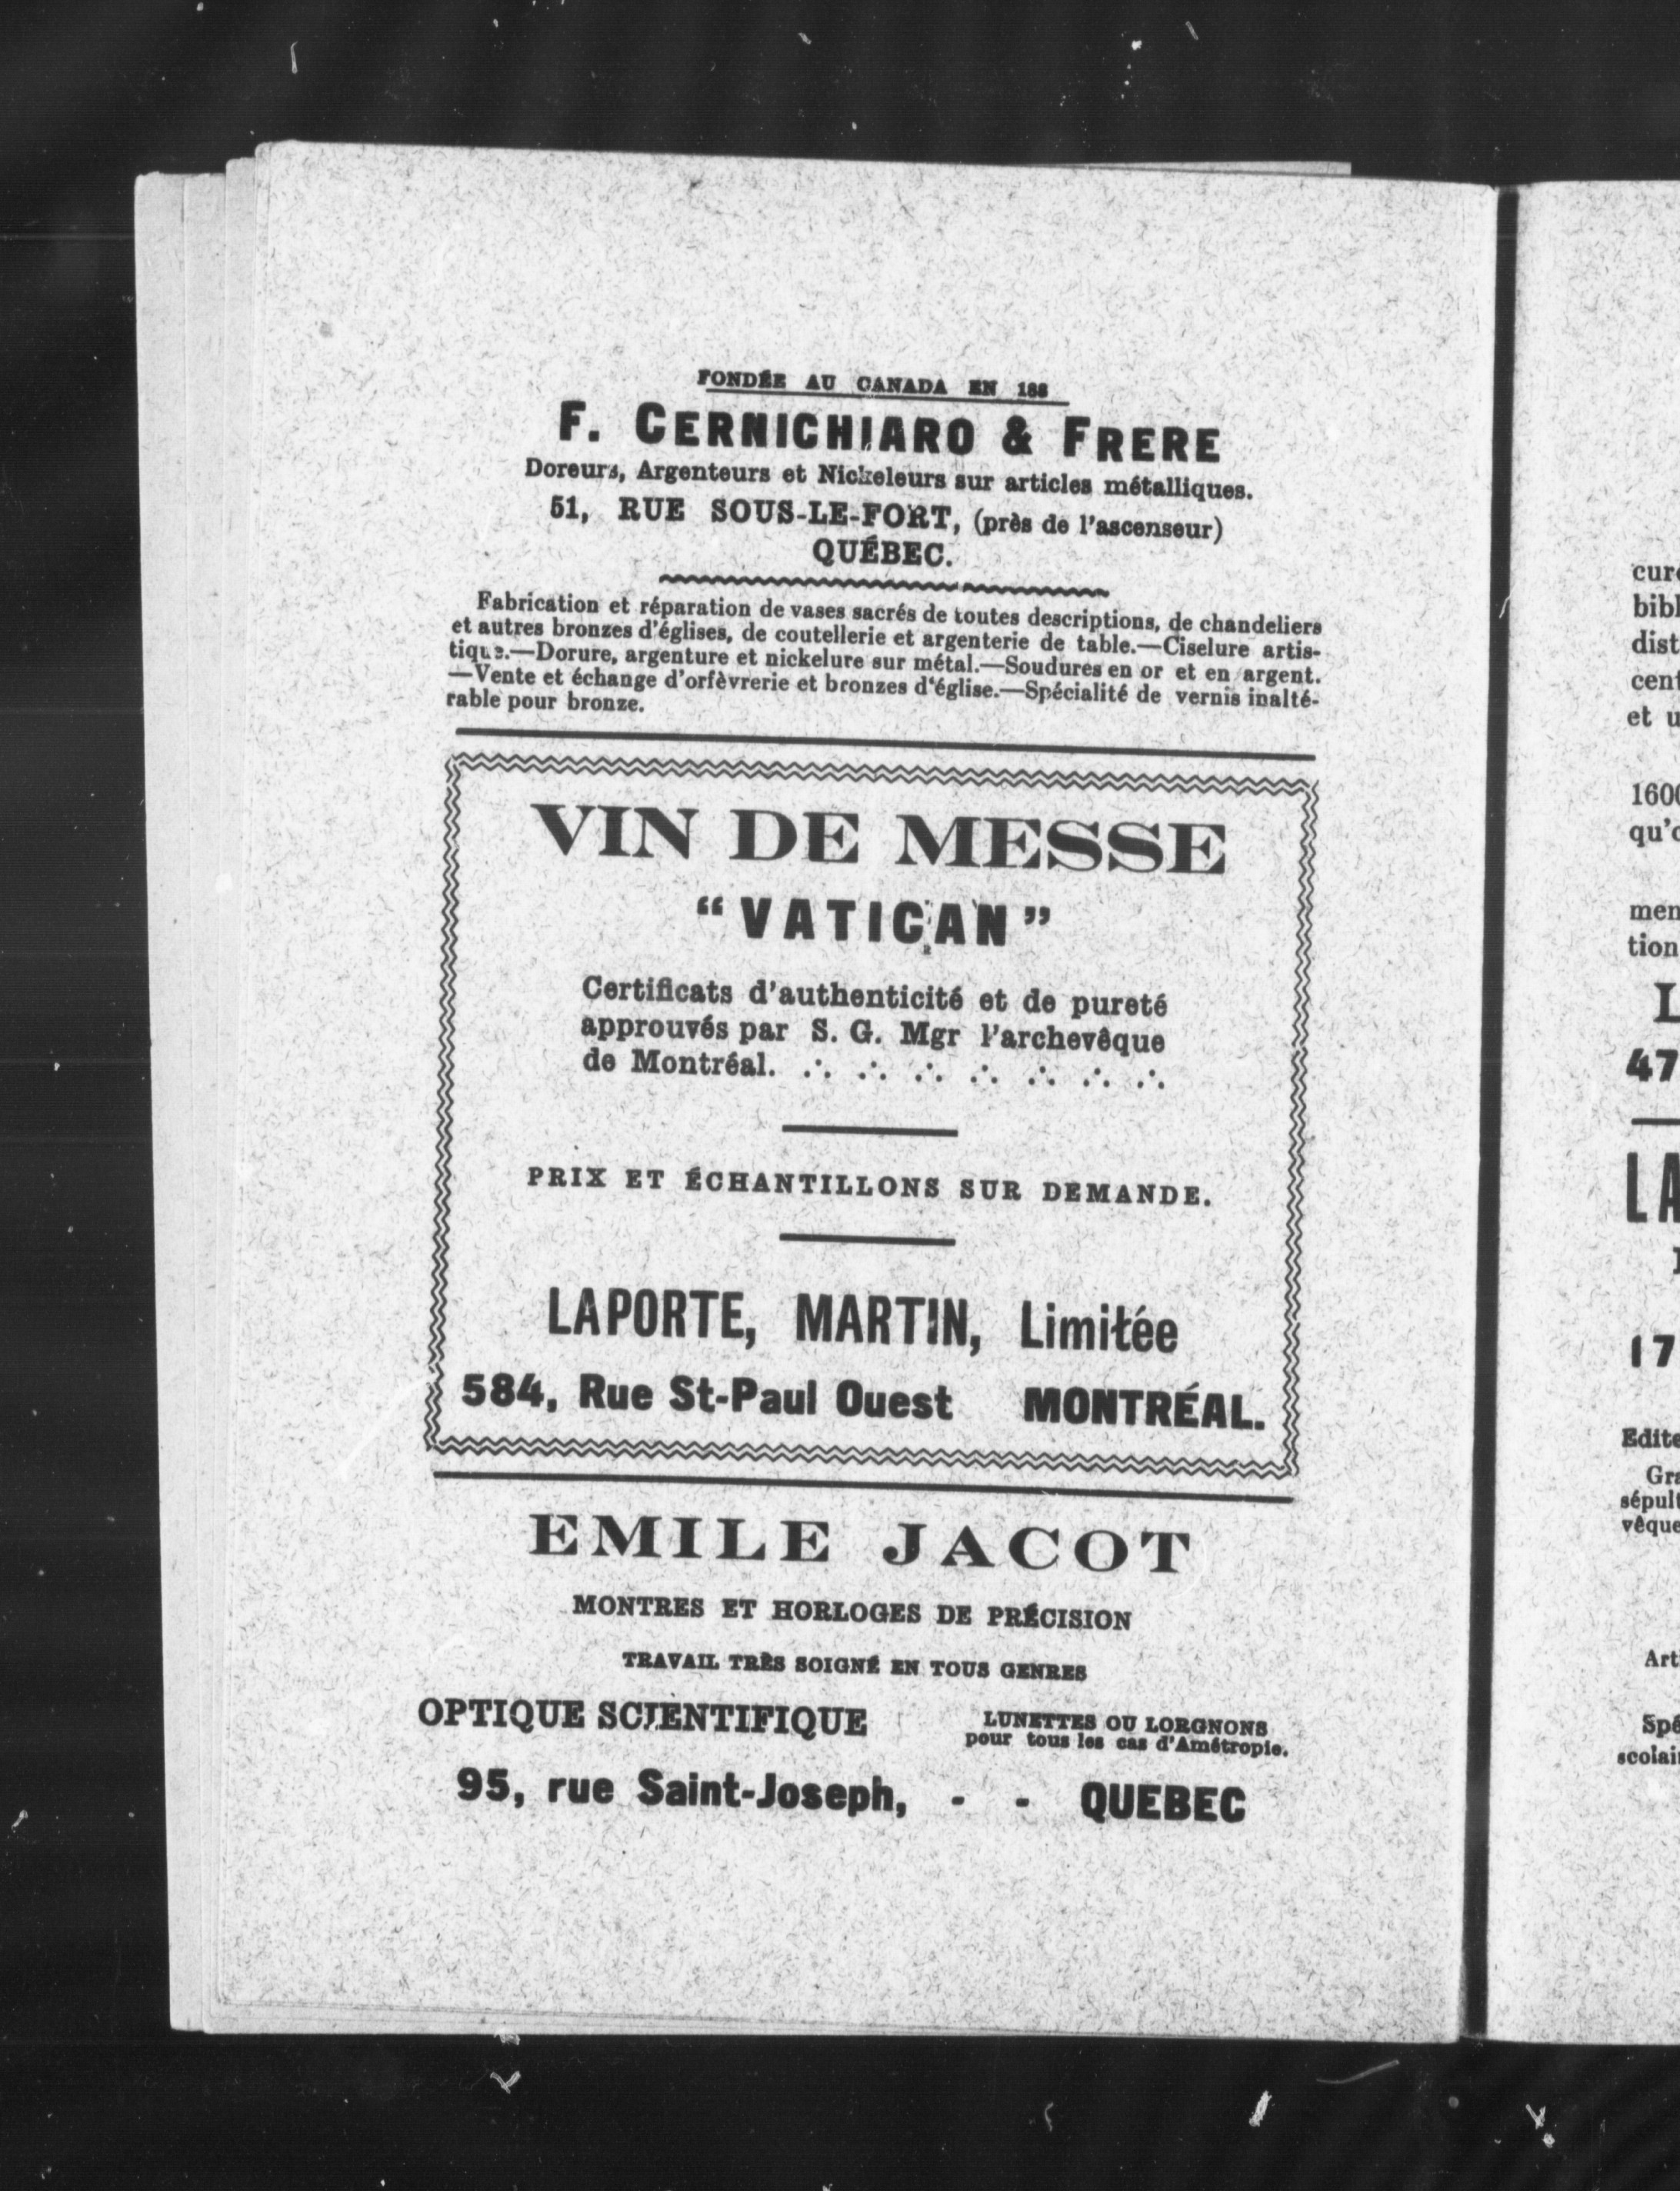 FONDÉE AU CANADA EN 188
F. CERNICHIARO & FRERE
Doreurs, Argenteurs et Nickeleurs sur articles métalliques.
51, RUE SOUS-LE-FORT, (près de l'ascenseur)
QUÉBEC.
Fabrication et réparation de vases sacrés de toutes descriptions, de chandeliers
et autres bronzes d'églises, de coutellerie et argenterie de table.—Ciselure artis-
tique.—Dorure, argenture et nickelure sur métal.—Soudures en or et en argent.
—Vente et échange d'orfèvrerie et bronzes d'église.—Spécialité de vernis inalté-
rable pour bronze.
VIN DE MESSE
“VATICAN”
Certificats d'authenticité et de pureté
approuvés par S. G. Mgr l'archevêque
de Montréal. ∴ ∴ ∴ ∴ ∴ ∴ ∴
PRIX ET ÉCHANTILLONS SUR DEMANDE.
LAPORTE, MARTIN, Limitée
584, Rue St-Paul Ouest MONTRÉAL.
EMILE JACOT
MONTRES ET HORLOGES DE PRÉCISION
TRAVAIL TRÈS SOIGNÉ EN TOUS GENRES
OPTIQUE SCIENTIFIQUE
LUNETTES OU LORGNONS
pour tous les cas d'Amétropie.
95, rue Saint-Joseph, - - QUEBEC
1600
et
47
17